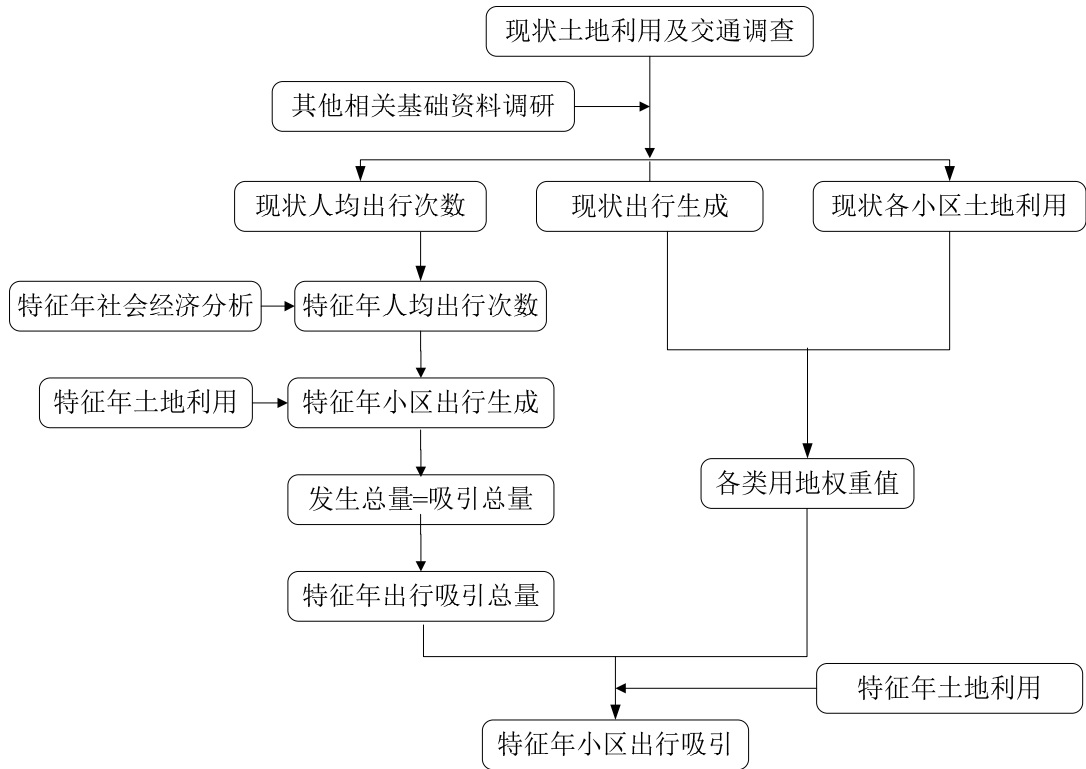 现状土地利用及交通调查
其他相关基础资料调研
现状人均出行次数
现状出行生成
现状各小区土地利用
特征年社会经济分析
特征年人均出行次数
特征年土地利用
特征年小区出行生成
各类用地权重值
发生总量=吸引总量
特征年出行吸引总量
特征年土地利用
特征年小区出行吸引